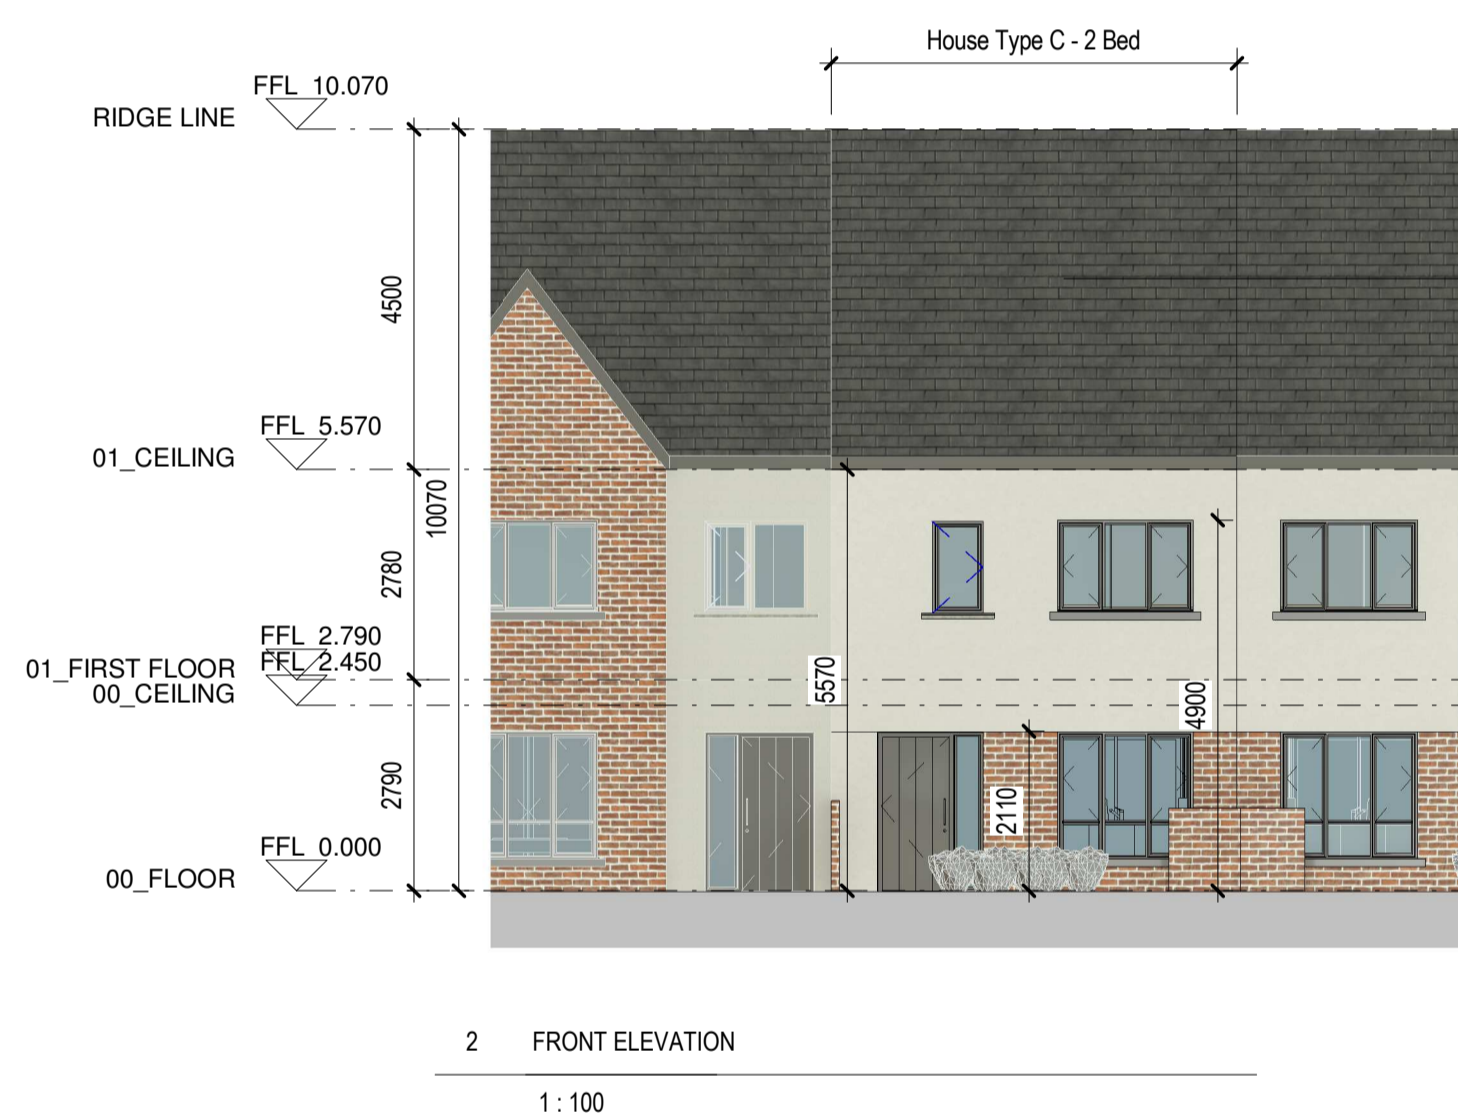 House Type C - 2 Bed
FFL 10.070
RIDGE LINE
4500
FFL 5.570
01_CEILING
10070
2780
FFL 2.790
01_FIRST FLOOR
FFL 2.450
00_CEILING
5570
4900
2790
2110
FFL 0.000
00_FLOOR
2 FRONT ELEVATION
1 : 100